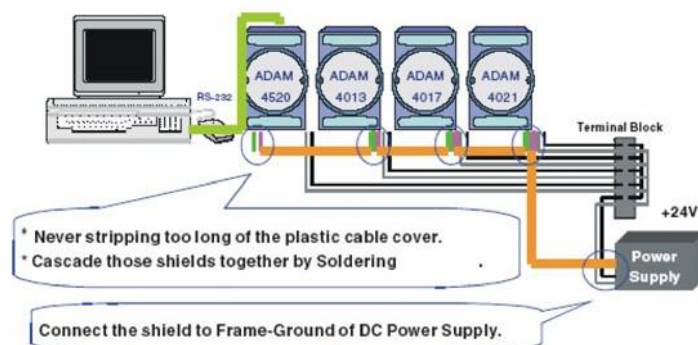 RS-232
ADAM
4520
ADAM
4013
ADAM
4017
ADAM
4021
Terminal Block
+24V
Power
Supply
* Never stripping too long of the plastic cable cover.
* Cascade those shields together by Soldering .
Connect the shield to Frame-Ground of DC Power Supply.